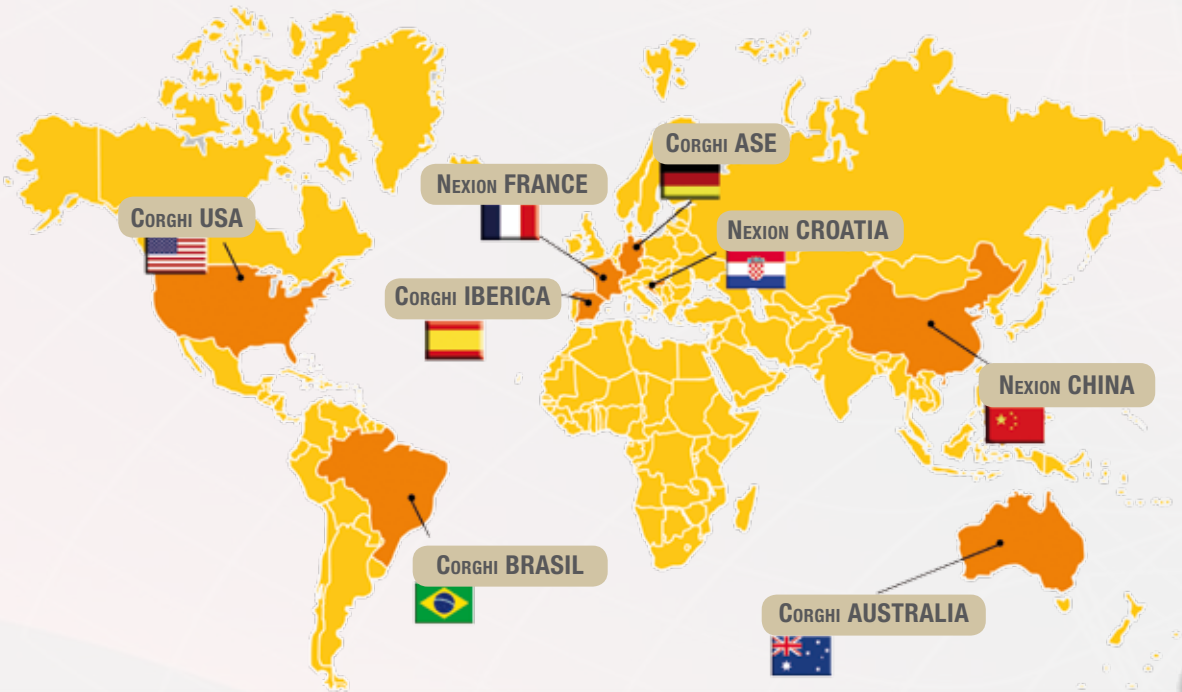 Corghi ASE
Nexion FRANCE
Corghi USA
Nexion CROATIA
Corghi IBERICA
Nexion CHINA
Corghi BRASIL
Corghi AUSTRALIA